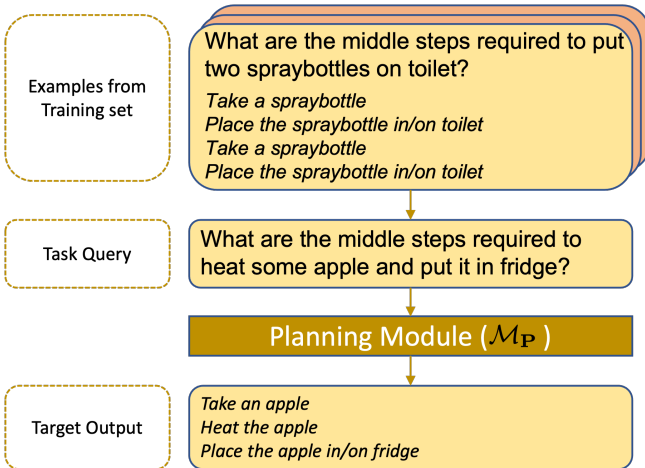 Examples from
Training set
What are the middle steps required to put
two spraybottles on toilet?
Take a spraybottle
Place the spraybottle in/on toilet
Take a spraybottle
Place the spraybottle in/on toilet
Task Query
What are the middle steps required to
heat some apple and put it in fridge?
Planning Module (ℳ_P )
Target Output
Take an apple
Heat the apple
Place the apple in/on fridge